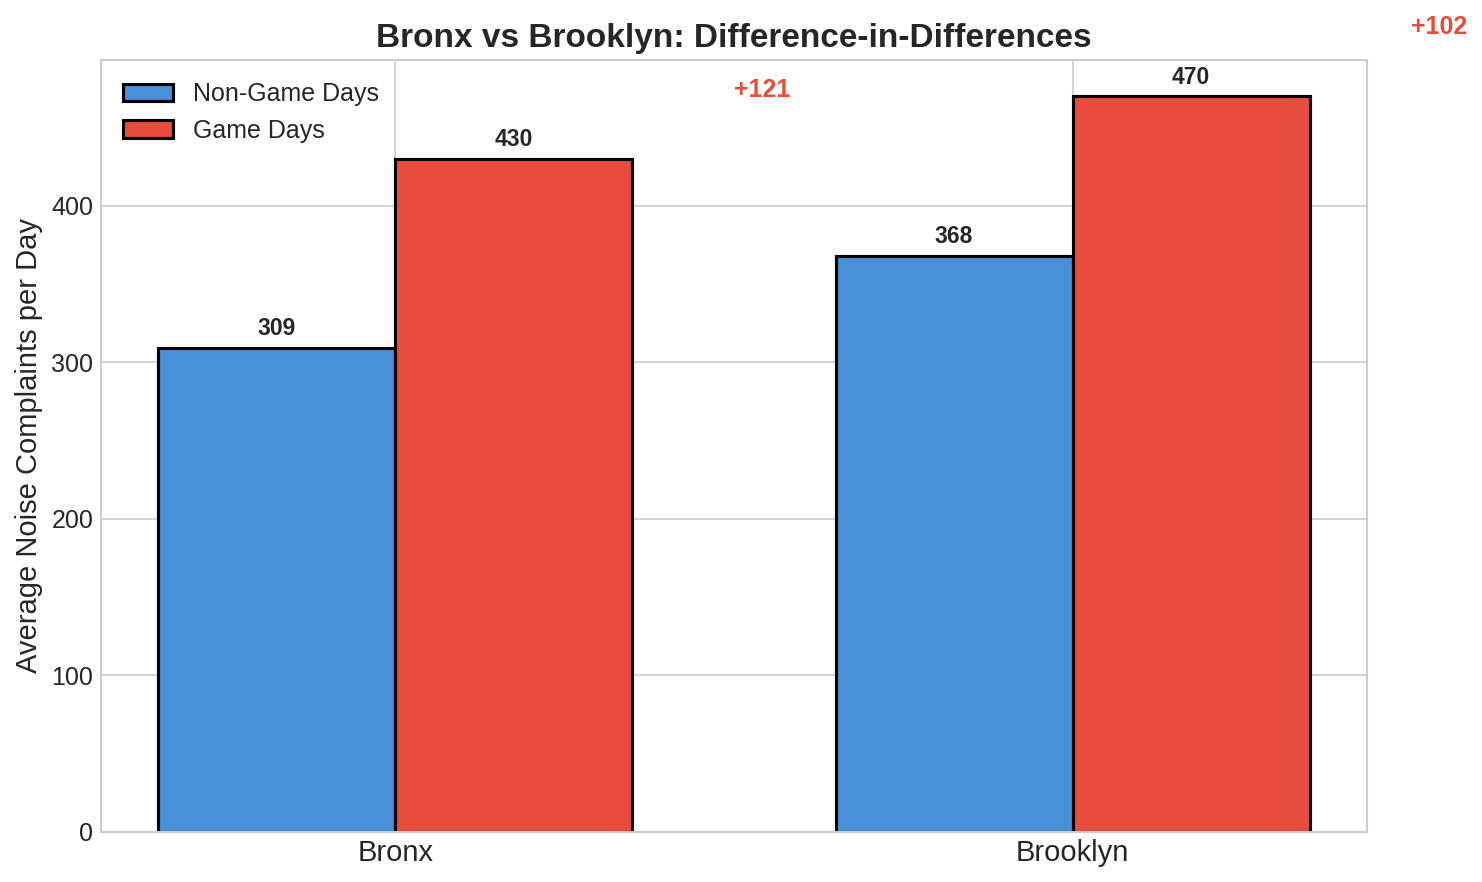 Bronx vs Brooklyn: Difference-in-Differences
+102
Non-Game Days
Game Days
+121
470
430
368
309
Average Noise Complaints per Day
400
300
200
100
0
Bronx
Brooklyn